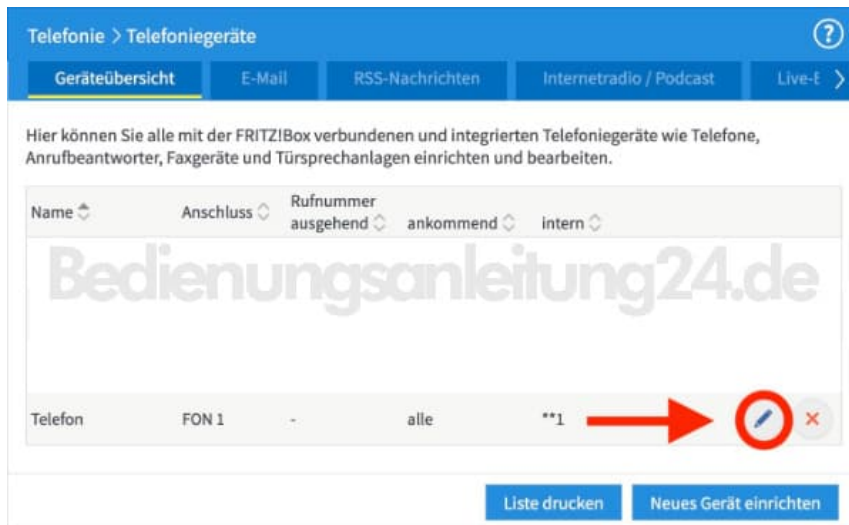 Telefonie > Telefoniegeräte
?
Geräteübersicht E-Mail RSS-Nachrichten Internetradio / Podcast Live-
Hier können Sie alle mit der FRITZ!Box verbundenen und integrierten Telefoniegeräte wie Telefone,
Anrufbeantworter, Faxgeräte und Türsprechanlagen einrichten und bearbeiten.
Name Anschluss Rufnummer
ausgehend ankommend intern
Bedienungsanleitung24.de
Telefon FON 1 - alle **1
Liste drucken Neues Gerät einrichten